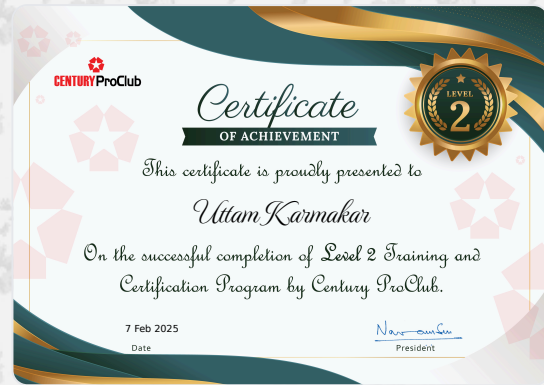 CENTURY ProClub
LEVEL
2
Certificate
OF ACHIEVEMENT
This certificate is proudly presented to
Uttam Karmakar
On the successful completion of Level 2 Training and
Certification Program by Century ProClub.
7 Feb 2025
Date
President